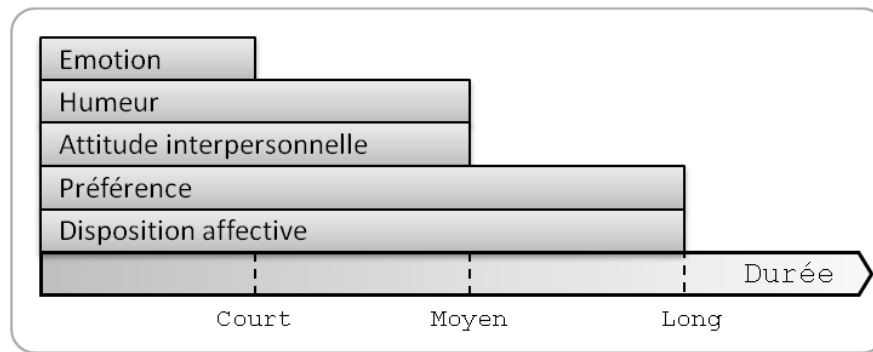 Emotion
Humeur
Attitude interpersonnelle
Préférence
Disposition affective
Durée
Court Moyen Long